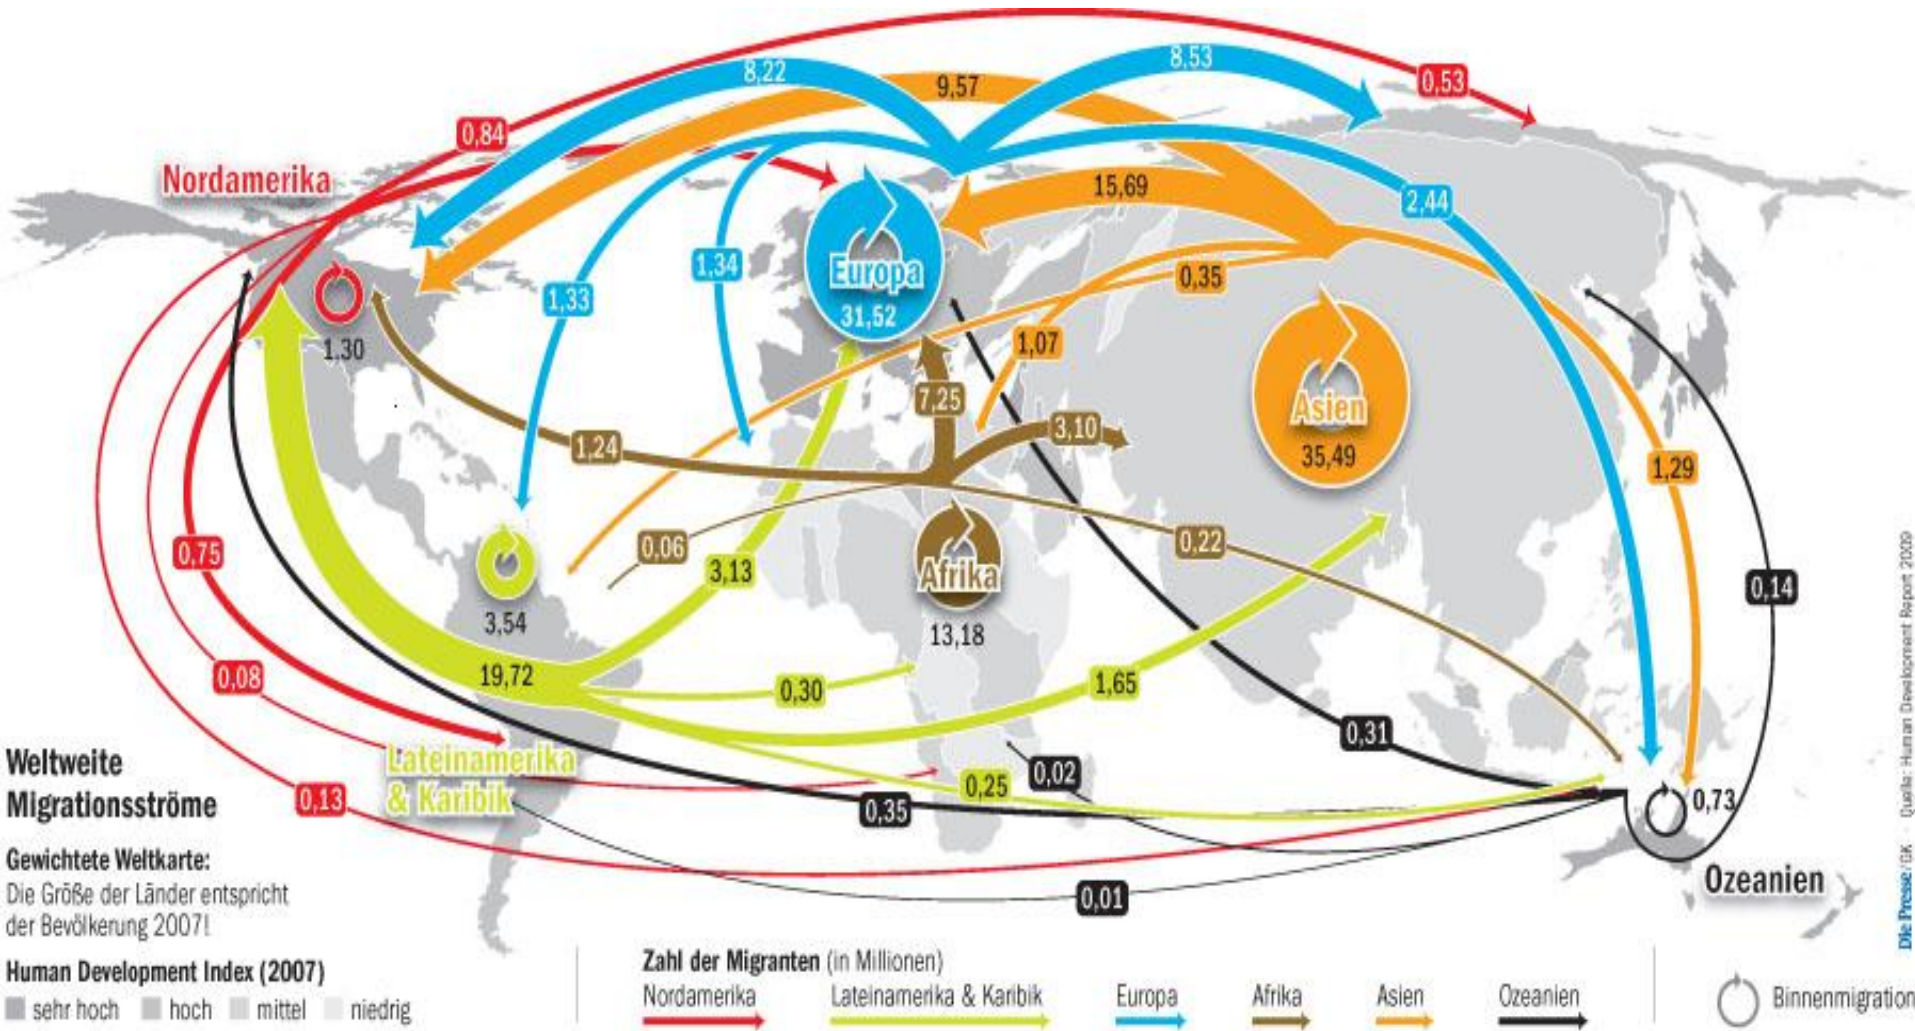 0,53
8,53
8,22
9,57
0,84
Nordamerika
15,69
2,44
1,34
Europa
0,35
1,33
31,52
1,07
1.30
7,25
Asien
3,10
1,24
35,49
1,29
0,06
0,22
0,75
3,13
Afrika
0,14
3,54
13,18
0,08
19,72
0,30
1,65
0,31
Lateinamerika
& Karibik
0,02
0,25
0,13
0,35
0,73
Ozeanien
0,01
Weltweite
Migrationsströme
Gewichtete Weltkarte:
Die Größe der Länder entspricht
der Bevölkerung 2007!
Human Development Index (2007)
sehr hoch hoch mittel niedrig
Zahl der Migranten (in Millionen)
Nordamerika Lateinamerika & Karibik Europa Afrika Asien Ozeanien
Binnenmigration
Die Presse/GK · Quelle: Human Development Report 2009